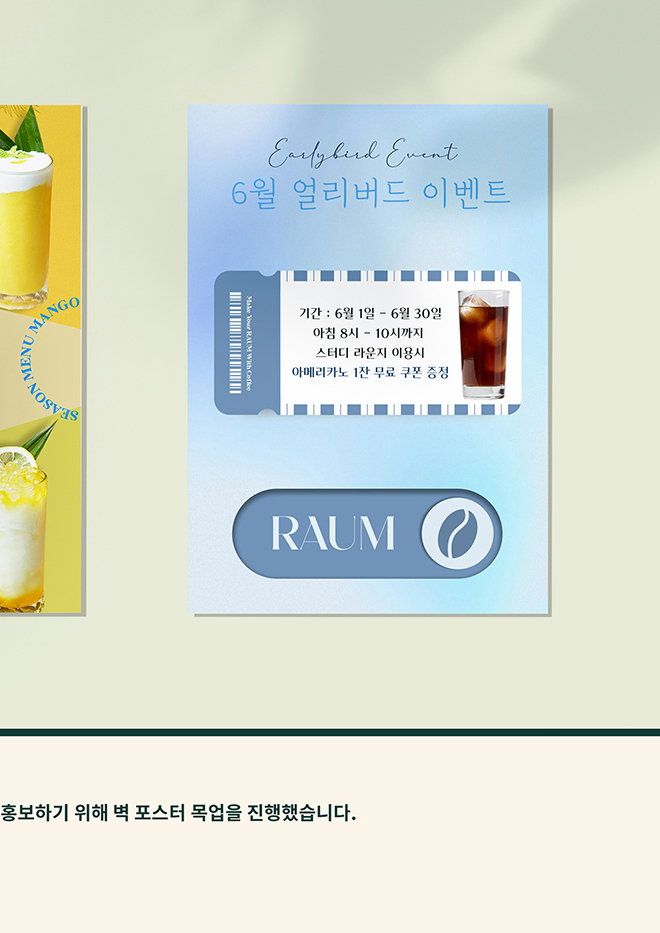 SEASON MENU MANGO
Earlybird Event
6월 얼리버드 이벤트
Make Your RAUM With Coffee
기간 : 6월 1일 - 6월 30일
아침 8시 - 10시까지
스터디 라운지 이용시
아메리카노 1잔 무료 쿠폰 증정
RAUM
홍보하기 위해 벽 포스터 목업을 진행했습니다.